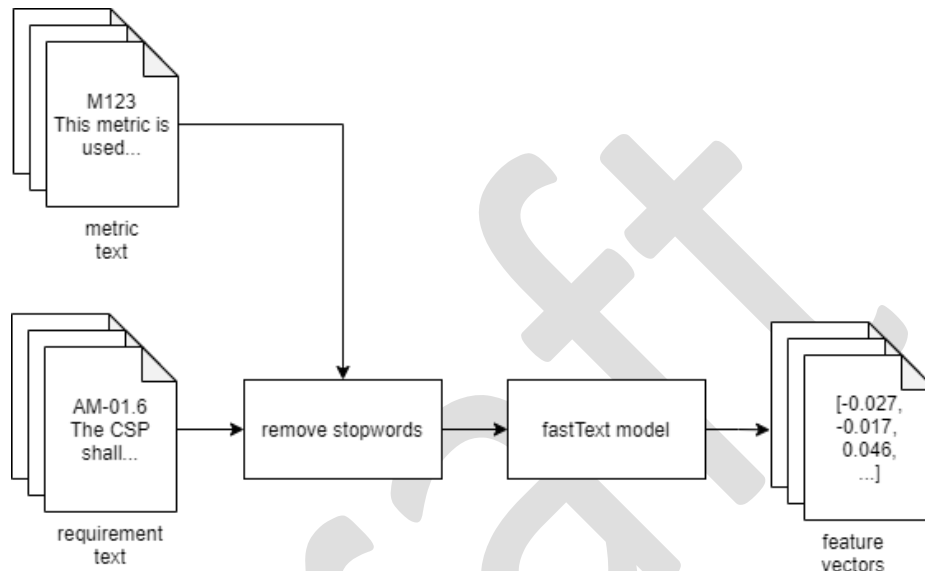 M123
This metric is
used...
metric
text
AM-01.6
The CSP
shall...
requirement
text
remove stopwords
fastText model
[-0.027,
-0.017,
0.046,
...]
feature
vectors